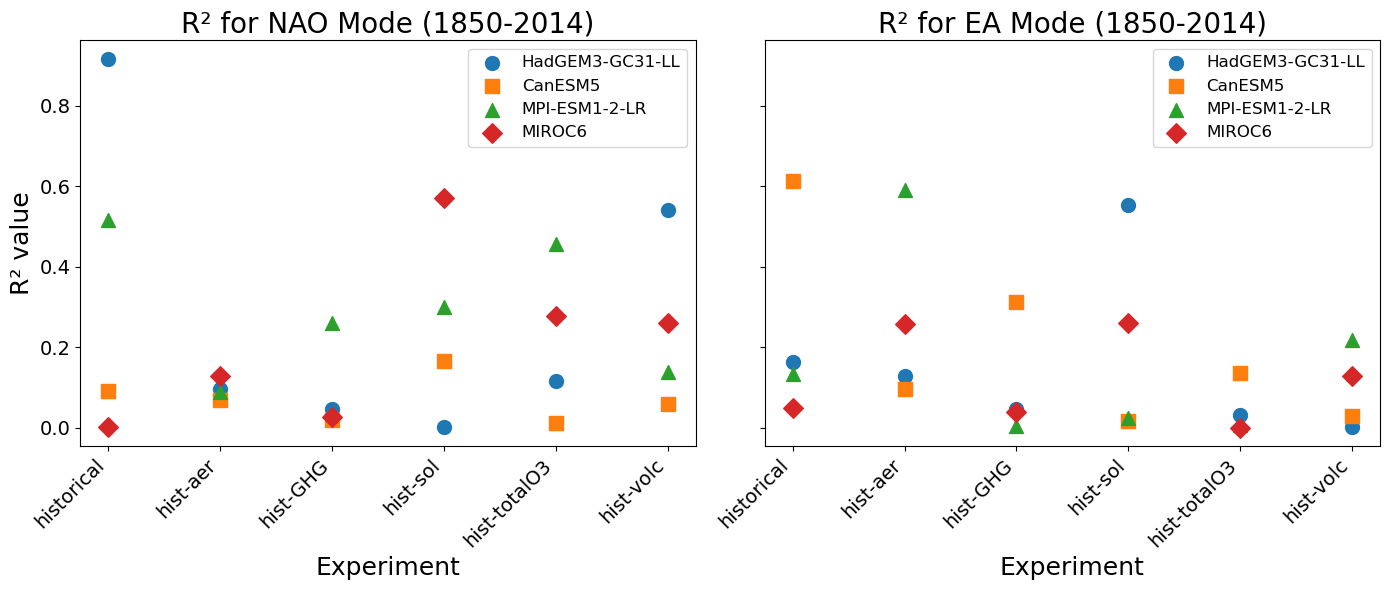 R² for NAO Mode (1850-2014)
R² value
0.8
0.6
0.4
0.2
0.0
HadGEM3-GC31-LL
CanESM5
MPI-ESM1-2-LR
MIROC6
historical
hist-aer
hist-GHG
hist-sol
hist-totalO3
hist-volc
Experiment
R² for EA Mode (1850-2014)
HadGEM3-GC31-LL
CanESM5
MPI-ESM1-2-LR
MIROC6
historical
hist-aer
hist-GHG
hist-sol
hist-totalO3
hist-volc
Experiment